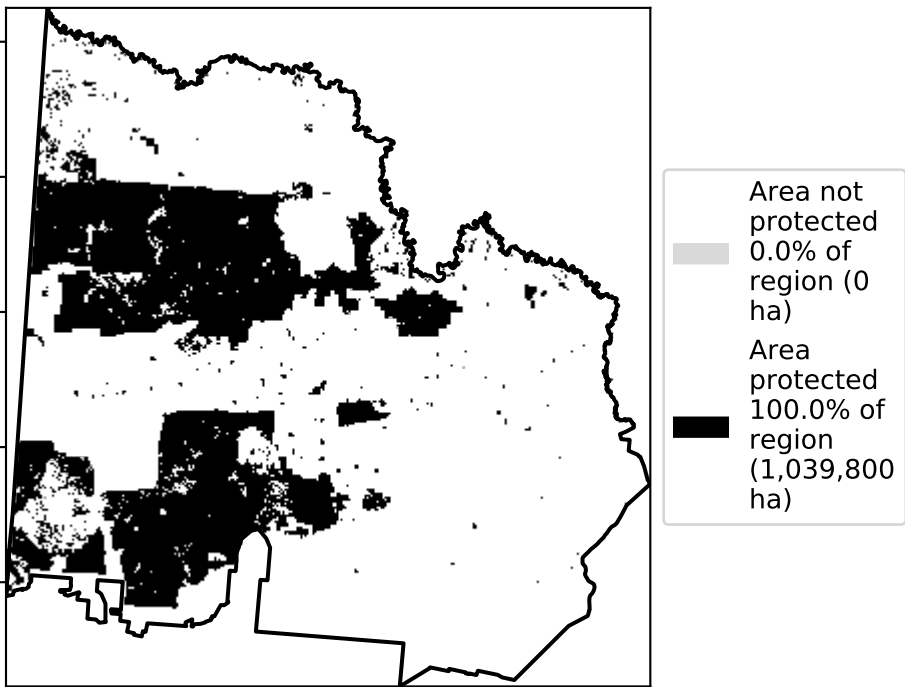 Area not
protected
0.0% of
region (0
ha)
Area
protected
100.0% of
region
(1,039,800
ha)